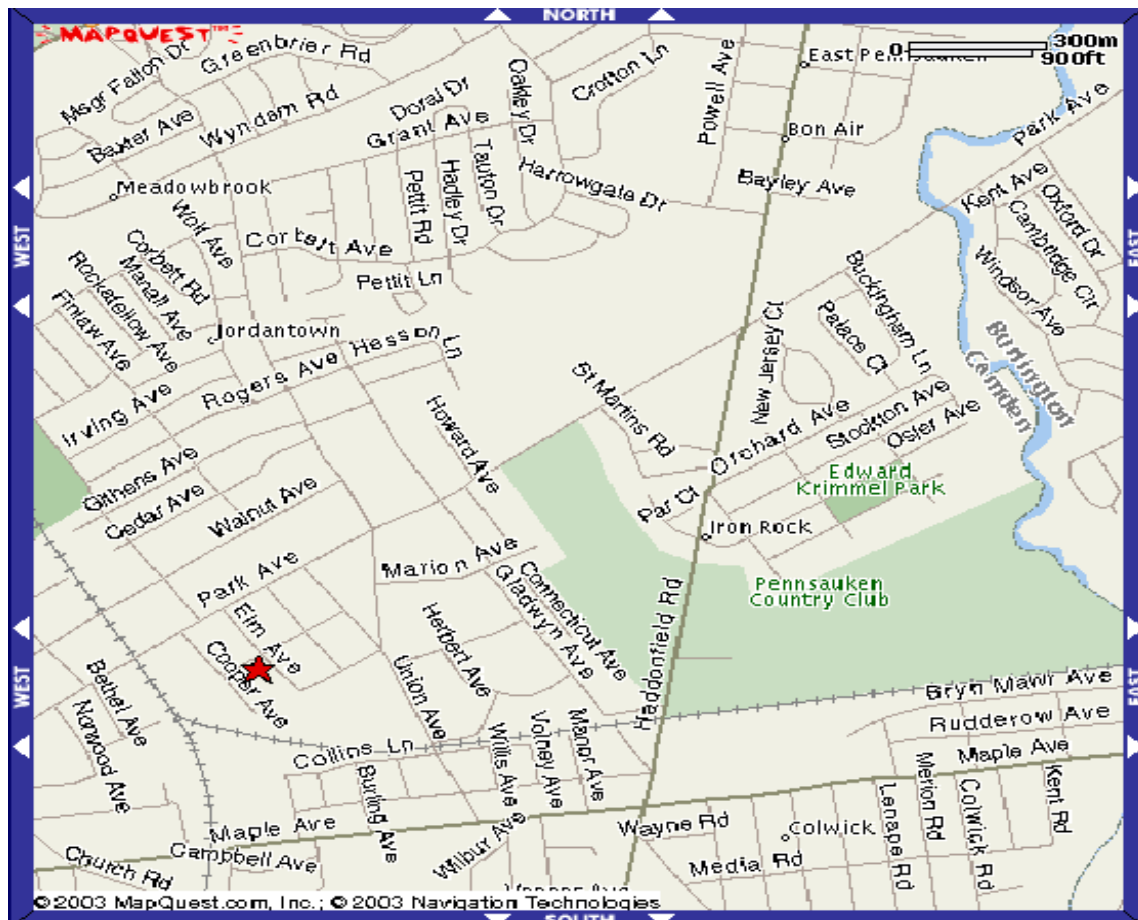 NORTH
MAPQUEST™
0 300m
900ft
East Pennsauken
Msgr Fallon Dr
Greenbrier Rd
Baxter Ave
Wyndam Rd
Doral Dr
Grant Ave
Oakley Dr
Crofton Ln
Powell Ave
Bon Air
Park Ave
Meadowbrook
Pettit Rd
Hadley Dr
Tauton Dr
Harrowgate Dr
Bayley Ave
Kent Ave
Oxford Dr
Cambridge Cir
Windsor Ave
WEST
EAST
Wolf Ave
Corbett Rd
Manall Ave
Rockafellow Ave
Finlaw Ave
Corbett Ave
Pettit Ln
Buckingham Ln
Palace Ct
New Jersey Ct
Jordantown
Hesson Ln
Rogers Ave
Irving Ave
St Martins Rd
Burlington
Camden
Howard Ave
Orchard Ave
Stockton Ave
Osler Ave
Githens Ave
Cedar Ave
Walnut Ave
Edward
Krimmel Park
Par Ct
Iron Rock
Park Ave
Marion Ave
Gladwyn Ave
Connecticut Ave
Pennsauken
Country Club
Haddonfield Rd
Elm Ave
Cooper Ave
Herbert Ave
Union Ave
WEST
EAST
Bethel Ave
Norwood Ave
Collins Ln
Willis Ave
Volney Ave
Manor Ave
Bryn Mawr Ave
Rudderow Ave
Maple Ave
Burling Ave
Maple Ave
Campbell Ave
Church Rd
Wilbur Ave
Wayne Rd
Media Rd
Colwick
Lenape Rd
Merion Rd
Colwick Rd
Kent Rd
© 2003 MapQuest.com, Inc.; © 2003 Navigation Technologies
SOUTH